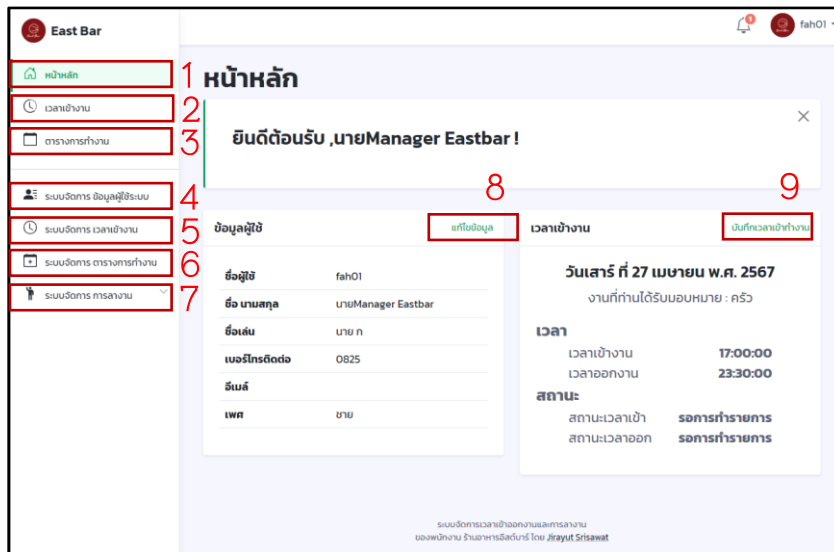 East Bar
1
fah01
หน้าหลัก
1
หน้าหลัก
เวลาเข้างาน
2
ตารางการทำงาน
3
ยินดีต้อนรับ ,นายManager Eastbar !
ระบบจัดการ ข้อมูลผู้ใช้ระบบ
4
ระบบจัดการ เวลาเข้างาน
5
ระบบจัดการ ตารางการทำงาน
6
ระบบจัดการ การลางาน
7
8
9
ข้อมูลผู้ใช้
แก้ไขข้อมูล
ชื่อผู้ใช้ fah01
ชื่อ นามสกุล นายManager Eastbar
ชื่อเล่น นาย ก
เบอร์โทรติดต่อ 0825
อีเมล์
เพศ ชาย
เวลาเข้างาน
บันทึกเวลาเข้าทำงาน
วันเสาร์ ที่ 27 เมษายน พ.ศ. 2567
งานที่ท่านได้รับมอบหมาย : ครัว
เวลา
เวลาเข้างาน 17:00:00
เวลาออกงาน 23:30:00
สถานะ
สถานะเวลาเข้า รอการทำรายการ
สถานะเวลาออก รอการทำรายการ
ระบบจัดการเวลาเข้าออกงานและการลางาน
ของพนักงาน ร้านอาหารอีสต์บาร์ โดย Jirayut Srisawat